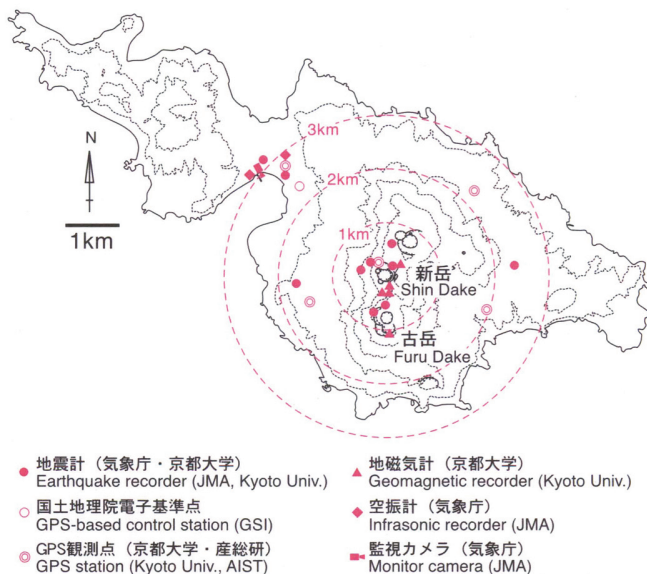 3km
N
2km
1km
1km
新岳
Shin Dake
古岳
Furu Dake
地震計（気象庁・京都大学）
Earthquake recorder (JMA, Kyoto Univ.)
国土地理院電子基準点
GPS-based control station (GSI)
GPS観測点（京都大学・産総研）
GPS station (Kyoto Univ., AIST)
地磁気計（京都大学）
Geomagnetic recorder (Kyoto Univ.)
空振計（気象庁）
Infrasonic recorder (JMA)
監視カメラ（気象庁）
Monitor camera (JMA)